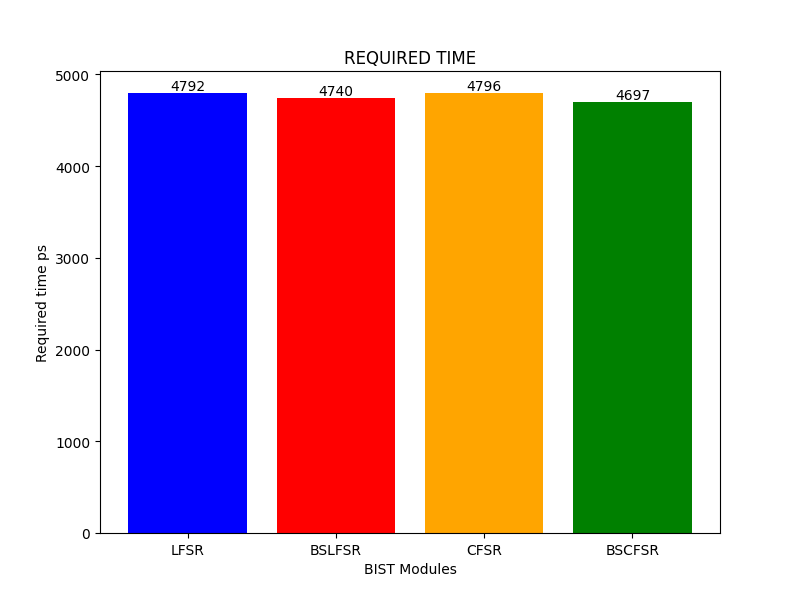 REQUIRED TIME
5000
4000
3000
2000
1000
0
Required time ps
4792
4740
4796
4697
LFSR
BSLFSR
CFSR
BSCFSR
BIST Modules